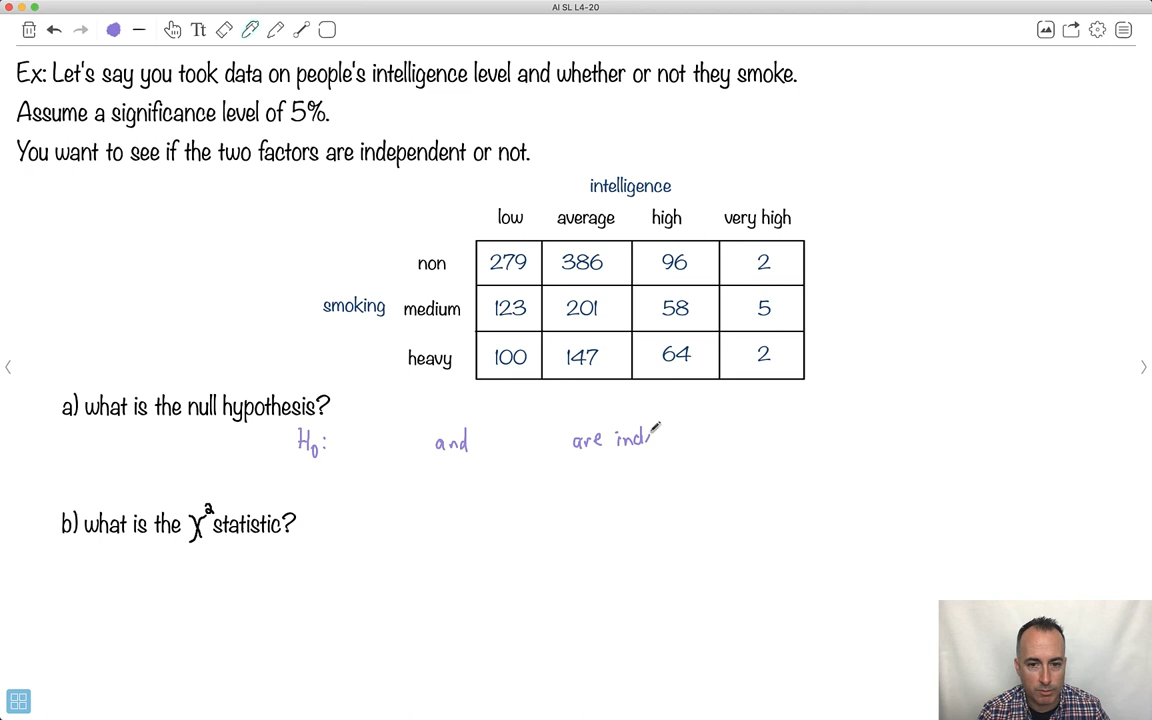 AI SL L4-20
Tt
Ex: Let's say you took data on people's intelligence level and whether or not they smoke.
Assume a significance level of 5%.
You want to see if the two factors are independent or not.
intelligence
low average high very high
non 279 386 96 2
smoking medium 123 201 58 5
heavy 100 147 64 2
a) what is the null hypothesis?
H₀: and are ind
b) what is the χ² statistic?